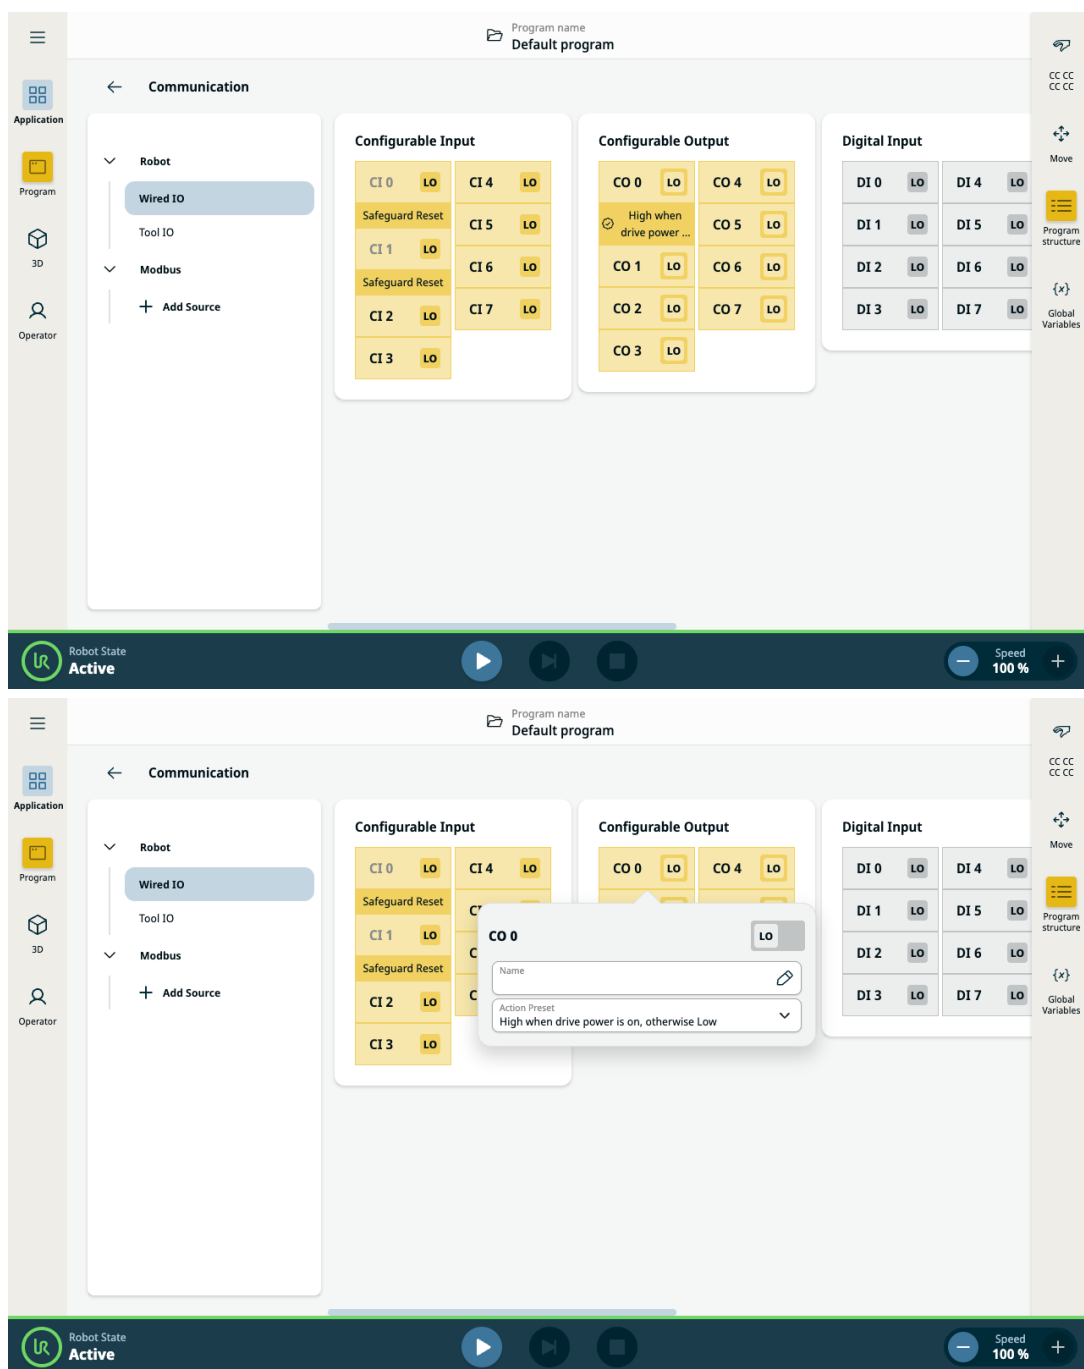 Program name
Default program
Communication
Application
Program
3D
Operator
Robot
Wired IO
Tool IO
Modbus
Add Source
Configurable Input
CI 0 LO CI 4 LO
Safeguard Reset
CI 5 LO
CI 1 LO
CI 6 LO
Safeguard Reset
CI 2 LO
CI 7 LO
CI 3 LO
Configurable Output
CO 0 LO CO 4 LO
High when
drive power ...
CO 5 LO
CO 1 LO CO 6 LO
CO 2 LO CO 7 LO
CO 3 LO
Digital Input
DI 0 LO DI 4 LO
DI 1 LO DI 5 LO
DI 2 LO DI 6 LO
DI 3 LO DI 7 LO
CC CC
CC CC
Move
Program
structure
{x}
Global
Variables
UR
Robot State
Active
Speed
100 %
Program name
Default program
Communication
Application
Program
3D
Operator
Robot
Wired IO
Tool IO
Modbus
Add Source
Configurable Input
CI 0 LO CI 4 LO
Safeguard Reset
CI 1 LO
Safeguard Reset
CI 2 LO
CI 3 LO
Configurable Output
CO 0 LO CO 4 LO
CO 0 LO
Name
Action Preset
High when drive power is on, otherwise Low
Digital Input
DI 0 LO DI 4 LO
DI 1 LO DI 5 LO
DI 2 LO DI 6 LO
DI 3 LO DI 7 LO
CC CC
CC CC
Move
Program
structure
{x}
Global
Variables
UR
Robot State
Active
Speed
100 %